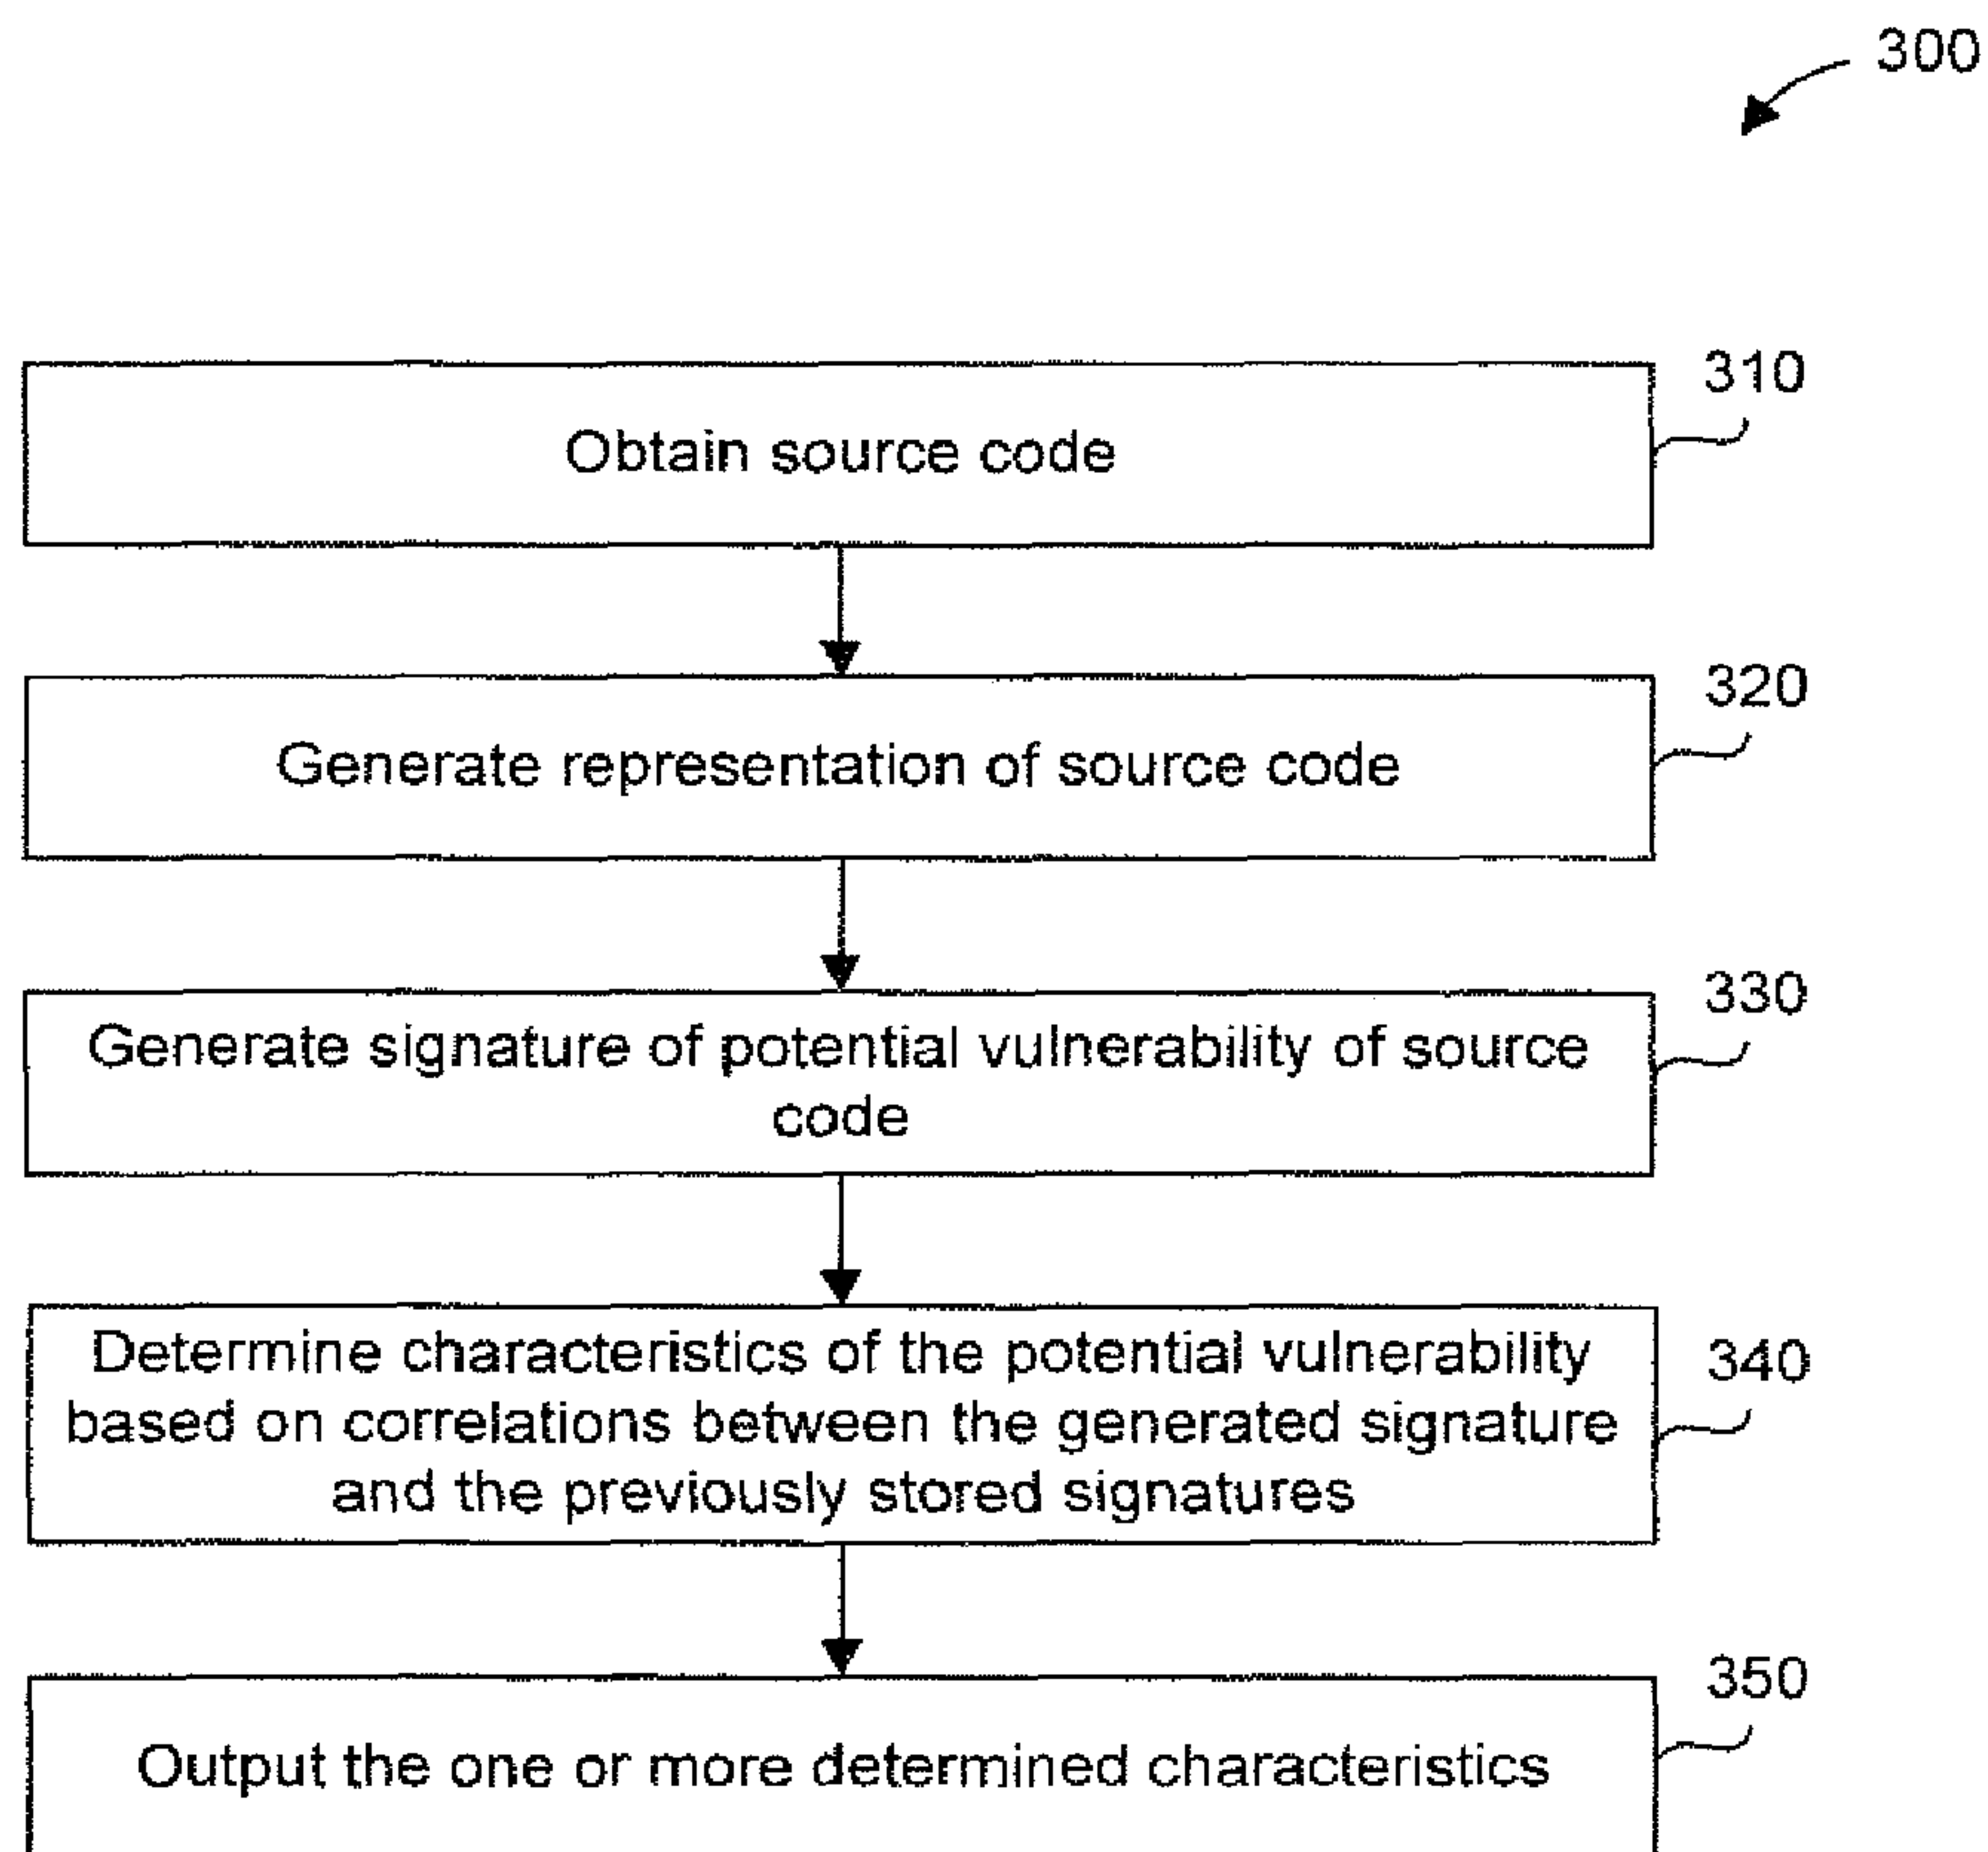 300
310
Obtain source code
320
Generate representation of source code
330
Generate signature of potential vulnerability of source
code
340
Determine characteristics of the potential vulnerability
based on correlations between the generated signature
and the previously stored signatures
350
Output the one or more determined characteristics